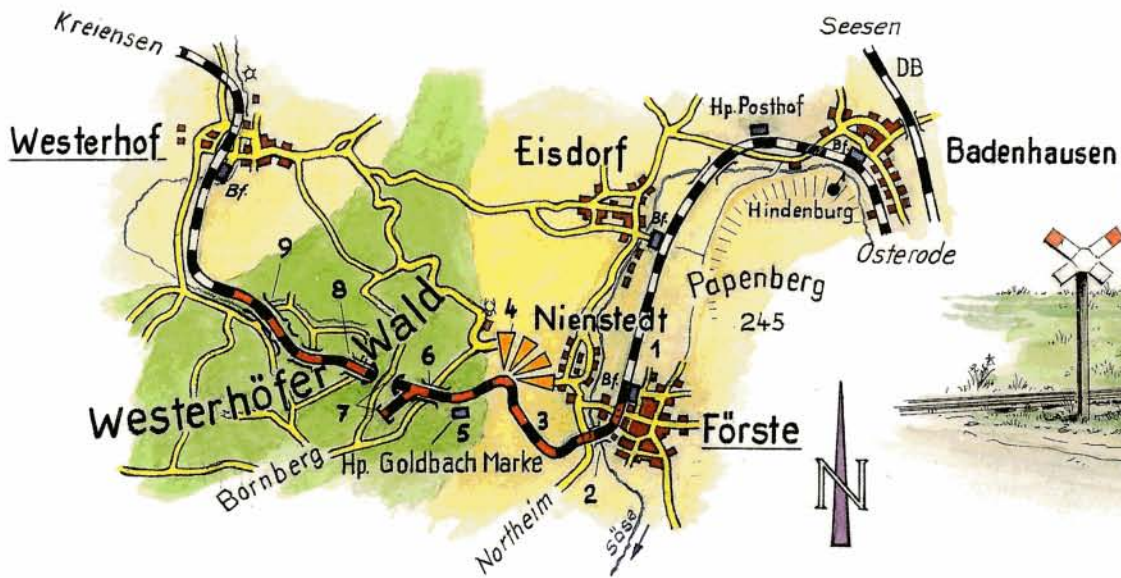 Kreiensen
Seesen
DB
Hp. Posthof
Westerhof
Eisdorf
Bf.
Badenhausen
Bf.
Bf.
Hindenburg
Osterode
9
8
Papenberg
245
4
Nienstedt
1
Westerhöfer Wald
6
Bf.
7
5
3
Förste
Bornberg
Hp. Goldbach Marke
2
Northeim
Söse
N